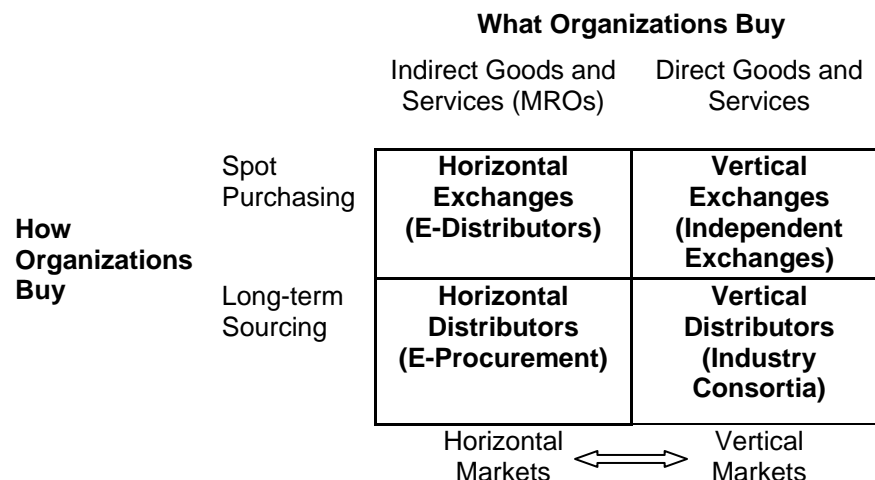 What Organizations Buy
Indirect Goods and
Services (MROs)
Direct Goods and
Services
How
Organizations
Buy
Spot
Purchasing
Horizontal
Exchanges
(E-Distributors)
Vertical
Exchanges
(Independent
Exchanges)
Long-term
Sourcing
Horizontal
Distributors
(E-Procurement)
Vertical
Distributors
(Industry
Consortia)
Horizontal
Markets
Vertical
Markets